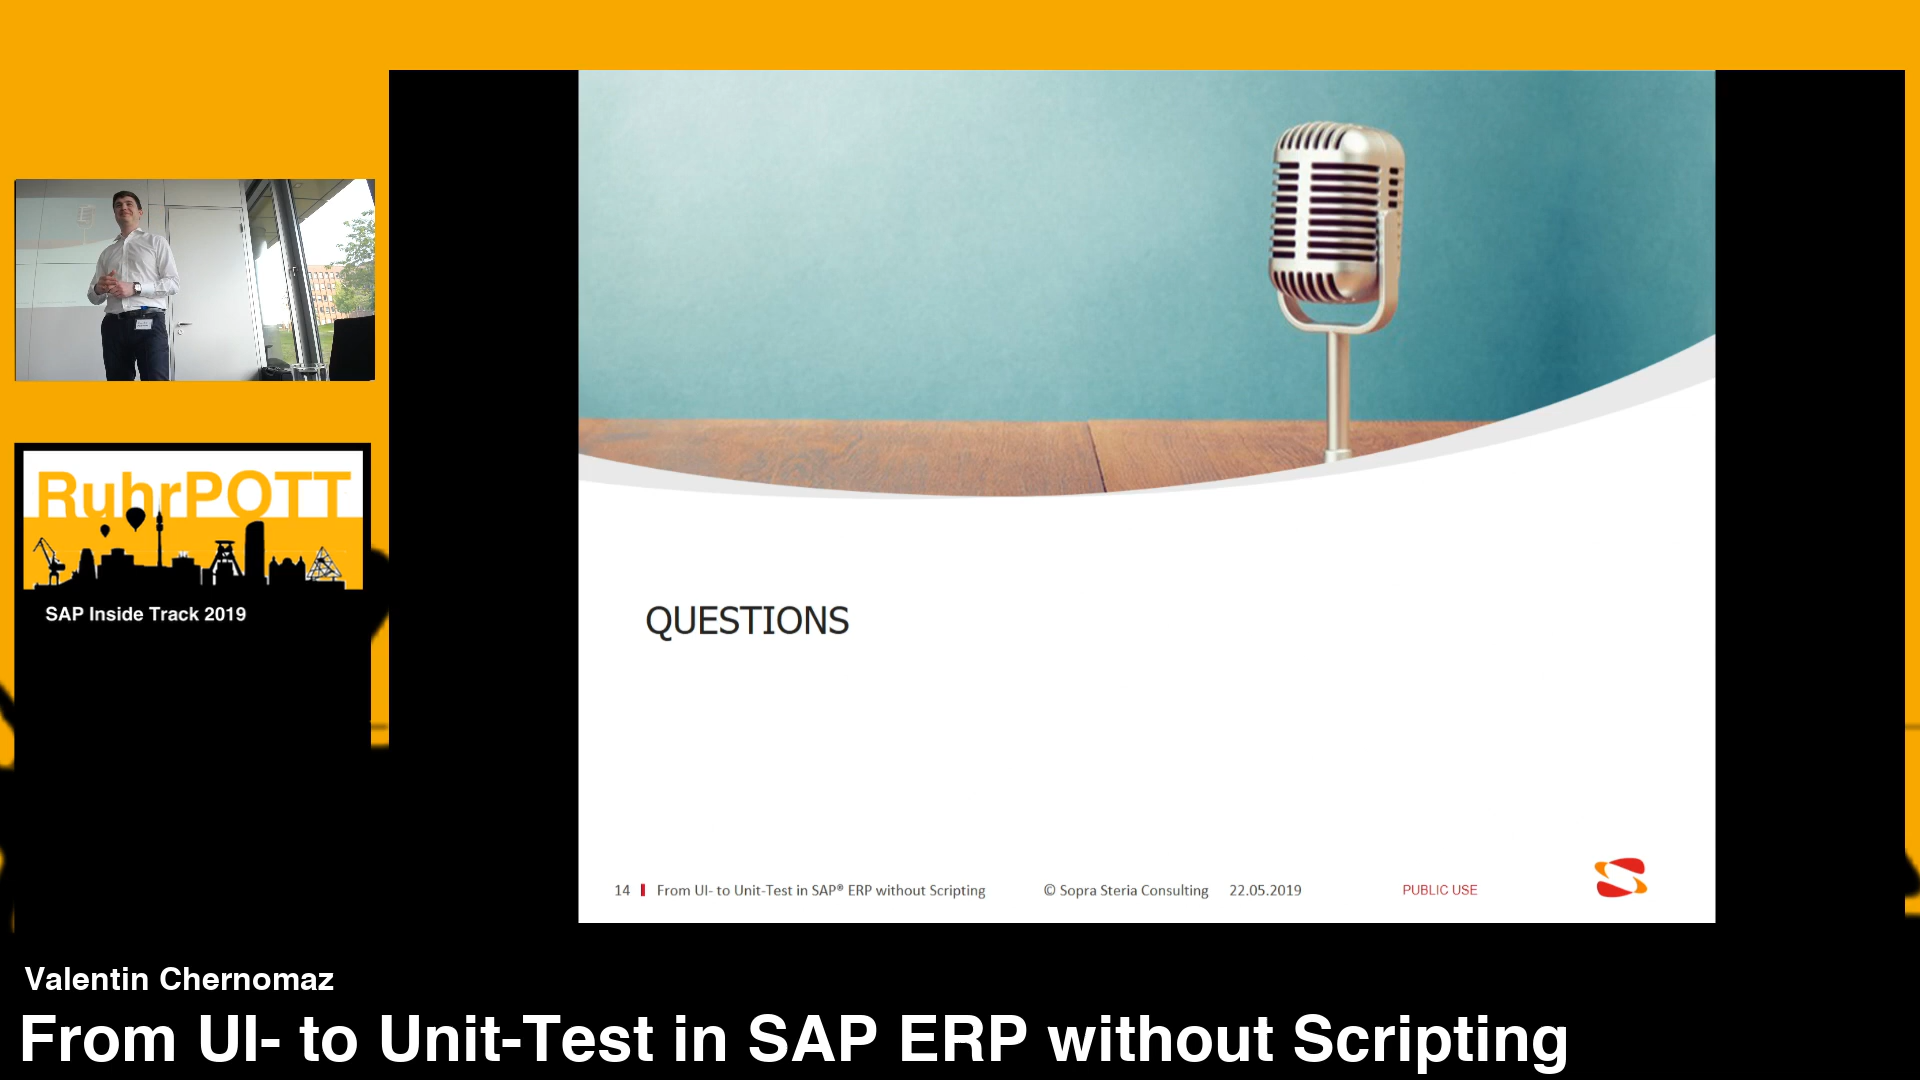 RuhrPOTT
SAP Inside Track 2019
QUESTIONS
14 From UI- to Unit-Test in SAP® ERP without Scripting © Sopra Steria Consulting 22.05.2019 PUBLIC USE
Valentin Chernomaz
From UI- to Unit-Test in SAP ERP without Scripting